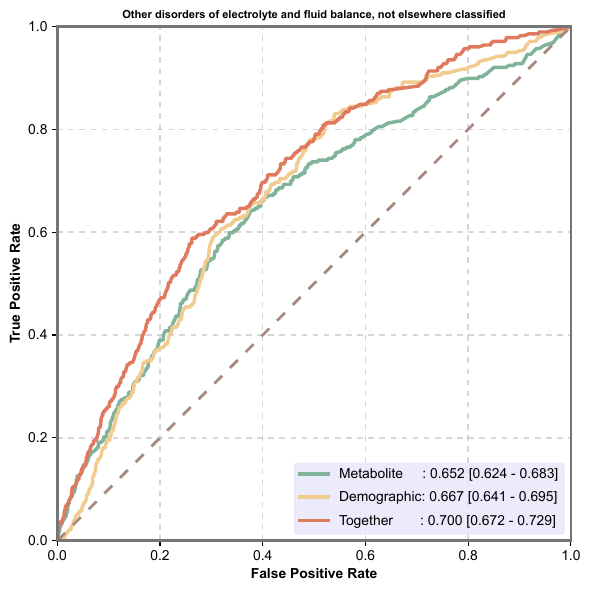 Other disorders of electrolyte and fluid balance, not elsewhere classified
1.0
0.8
0.6
0.4
0.2
0.0
True Positive Rate
Metabolite : 0.652 [0.624 - 0.683]
Demographic: 0.667 [0.641 - 0.695]
Together : 0.700 [0.672 - 0.729]
0.0 0.2 0.4 0.6 0.8 1.0
False Positive Rate